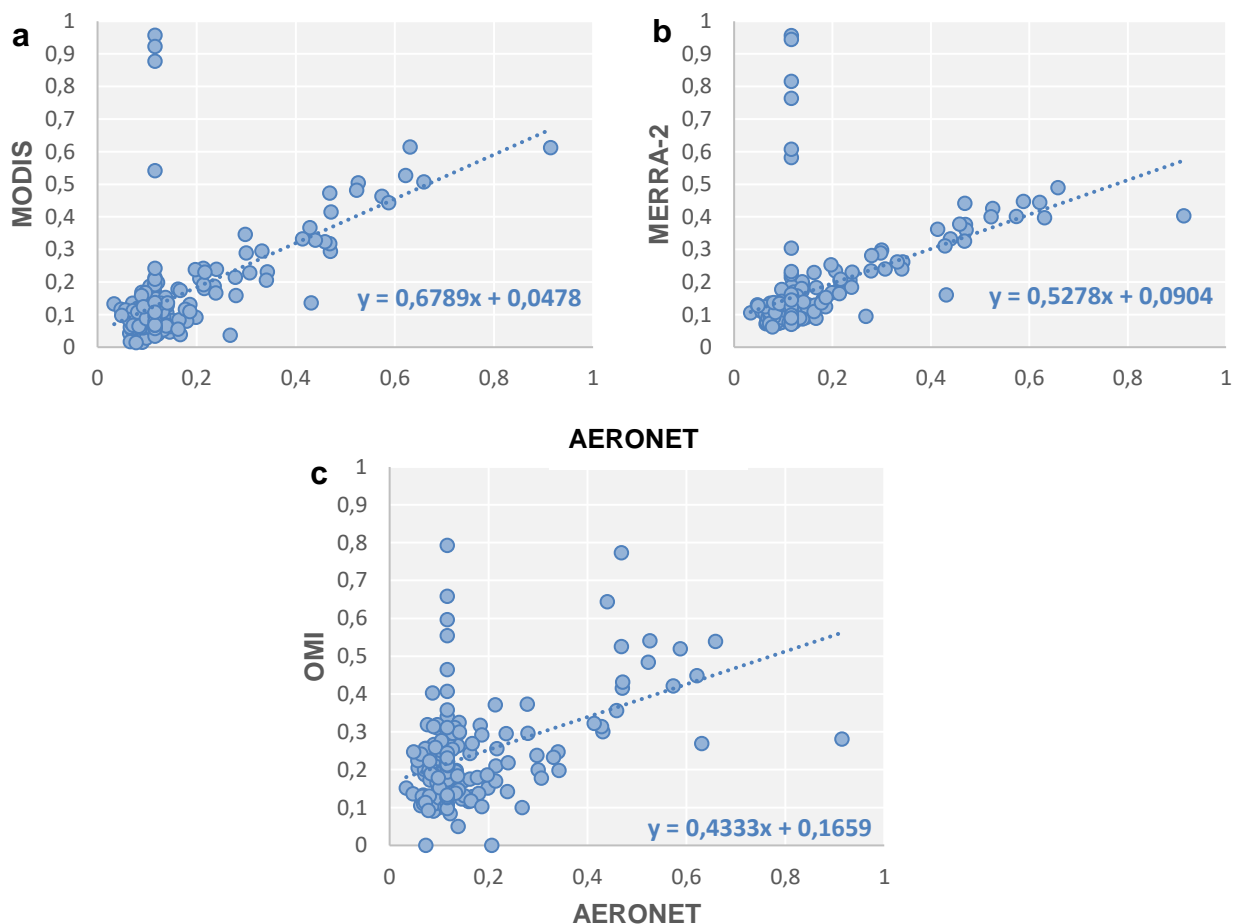 a
MODIS
1
0,9
0,8
0,7
0,6
0,5
0,4
0,3
0,2
0,1
0
y = 0,6789x + 0,0478
0 0,2 0,4 0,6 0,8 1
b
MERRA-2
1
0,9
0,8
0,7
0,6
0,5
0,4
0,3
0,2
0,1
0
y = 0,5278x + 0,0904
0 0,2 0,4 0,6 0,8 1
AERONET
c
OMI
1
0,9
0,8
0,7
0,6
0,5
0,4
0,3
0,2
0,1
0
y = 0,4333x + 0,1659
0 0,2 0,4 0,6 0,8 1
AERONET